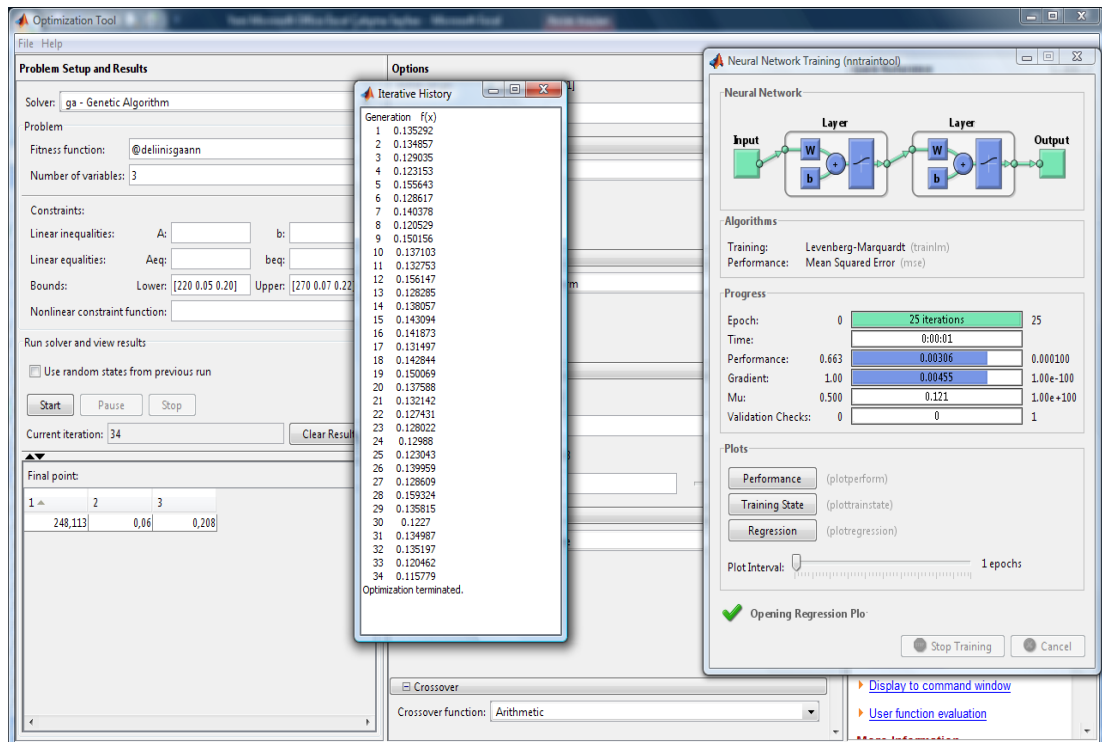 Optimization Tool
File Help
Problem Setup and Results
Solver: ga - Genetic Algorithm
Problem
Fitness function: @deliinisgaann
Number of variables: 3
Constraints:
Linear inequalities: A: b:
Linear equalities: Aeq: beq:
Bounds: Lower: [220 0.05 0.20] Upper: [270 0.07 0.22
Nonlinear constraint function:
Run solver and view results
Use random states from previous run
Start Pause Stop
Current iteration: 34 Clear Resul
Final point:
1 2 3
248,113 0,06 0,208
Options
Iterative History
Generation f(x)
1 0.135292
2 0.134857
3 0.129035
4 0.123153
5 0.155643
6 0.128617
7 0.140378
8 0.120529
9 0.150156
10 0.137103
11 0.132753
12 0.156147
13 0.128285
14 0.138057
15 0.143094
16 0.141873
17 0.131497
18 0.142844
19 0.150069
20 0.137588
21 0.132142
22 0.127431
23 0.128022
24 0.12988
25 0.123043
26 0.139959
27 0.128609
28 0.159324
29 0.135815
30 0.1227
31 0.134987
32 0.135197
33 0.120462
34 0.115779
Optimization terminated.
Crossover
Crossover function: Arithmetic
Neural Network Training (nntraintool)
Neural Network
Layer Layer
Input W b + W b + Output
Algorithms
Training: Levenberg-Marquardt (trainlm)
Performance: Mean Squared Error (mse)
Progress
Epoch: 0 25 iterations 25
Time: 0:00:01
Performance: 0.663 0.00306 0.000100
Gradient: 1.00 0.00455 1.00e-100
Mu: 0.500 0.121 1.00e+100
Validation Checks: 0 0 1
Plots
Performance (plotperform)
Training State (plottrainstate)
Regression (plotregression)
Plot Interval: 1 epochs
Opening Regression Plo
Stop Training Cancel
Display to command window
User function evaluation